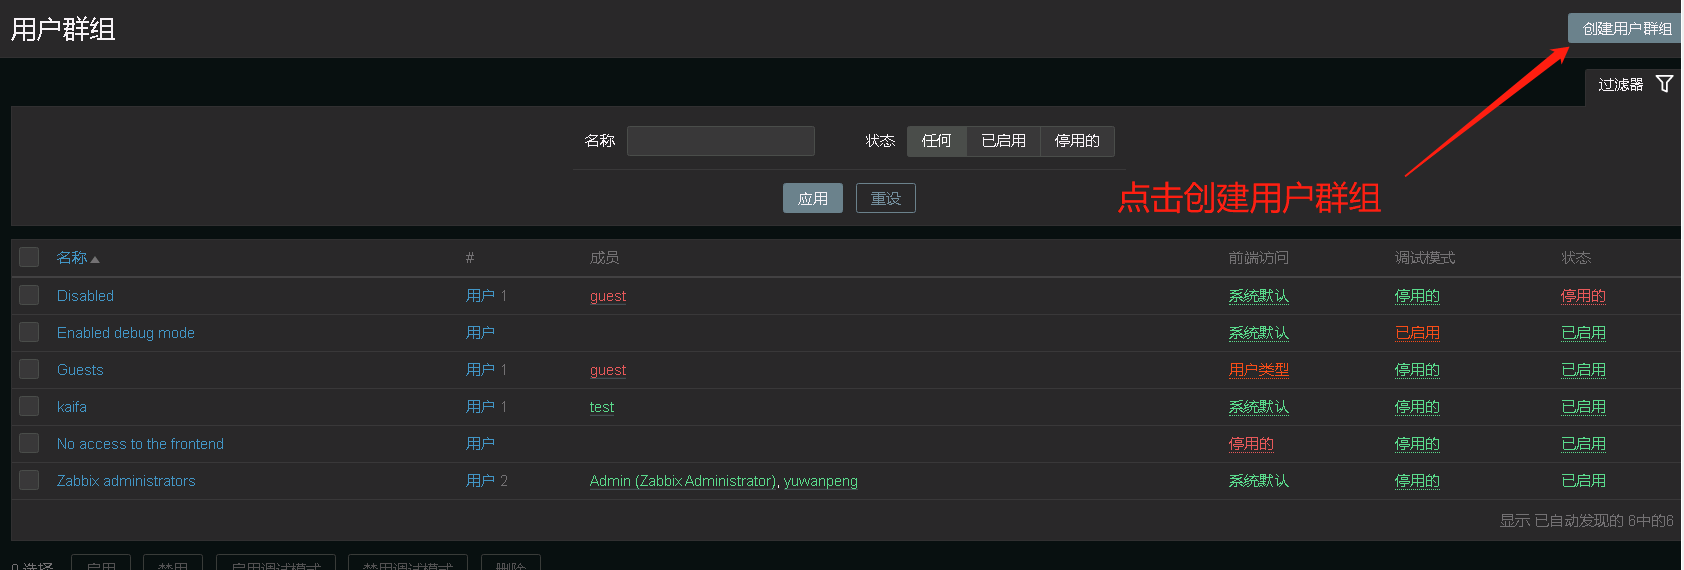 用户群组 创建用户群组
过滤器
名称 状态 任何 已启用 停用的
应用 重设
点击创建用户群组
名称 # 成员 前端访问 调试模式 状态
Disabled 用户 1 guest 系统默认 停用的 停用的
Enabled debug mode 用户 系统默认 已启用 已启用
Guests 用户 1 guest 用户类型 停用的 已启用
kaifa 用户 1 test 系统默认 停用的 已启用
No access to the frontend 用户 停用的 停用的 已启用
Zabbix administrators 用户 2 Admin (Zabbix Administrator), yuwanpeng 系统默认 停用的 已启用
显示 已自动发现的 6中的6
0 选择 启用 禁用 启用调试模式 禁用调试模式 删除